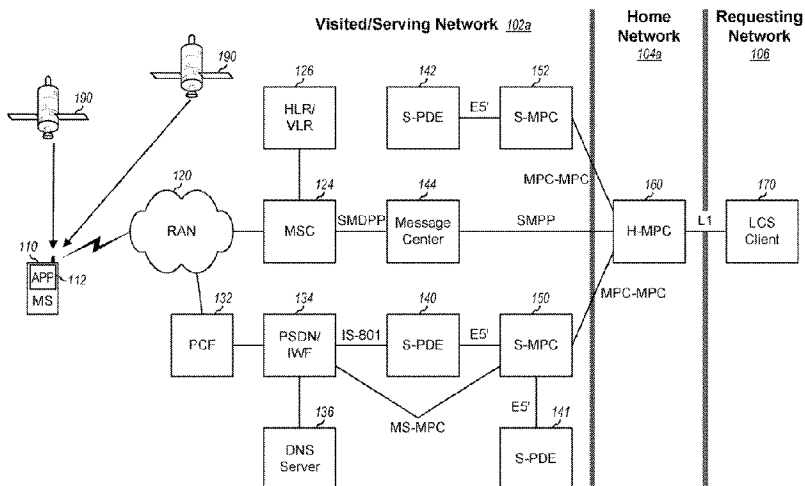 Visited/Serving Network 102a
Home
Network
104a
Requesting
Network
106
190
190
126
HLR/
VLR
142
S-PDE
E5'
152
S-MPC
MPC-MPC
120
RAN
124
MSC
SMDPP
144
Message
Center
SMPP
160
H-MPC
L1
170
LCS
Client
110
APP
112
MS
132
PCF
134
PSDN/
IWF
IS-801
140
S-PDE
E5'
150
S-MPC
MPC-MPC
MS-MPC
136
DNS
Server
E5'
141
S-PDE